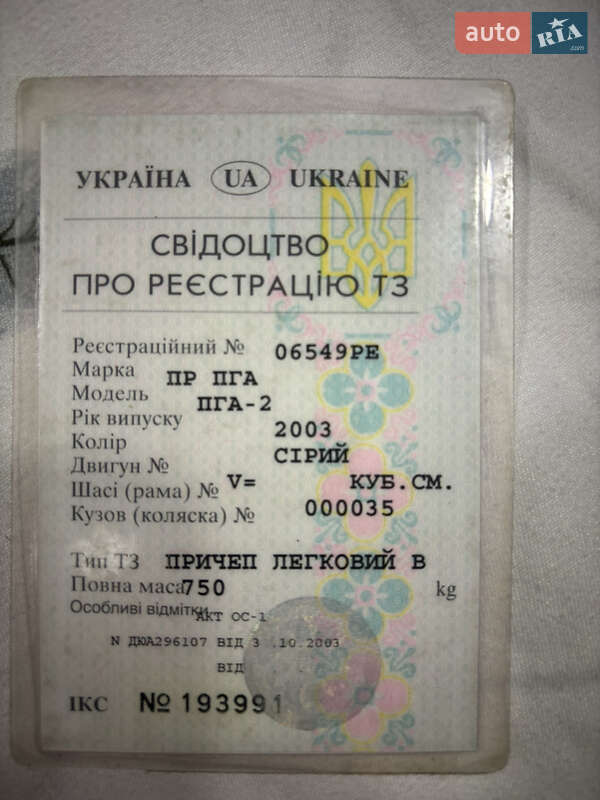 auto RIA.com
УКРАЇНА UA UKRAINE
СВІДОЦТВО
ПРО РЕЄСТРАЦІЮ ТЗ
Реєстраційний № 06549РЕ
Марка ПР ПГА
Модель ПГА-2
Рік випуску 2003
Колір СІРИЙ
Двигун № V= КУБ.СМ.
Шасі (рама) № 000035
Кузов (коляска) №
Тип ТЗ ПРИЧЕП ЛЕГКОВИЙ В
Повна маса 750 kg
Особливі відмітки АКТ ОС-1
N ДЮА296107 ВІД .10.2003
ВІД . .
ІКС № 193991